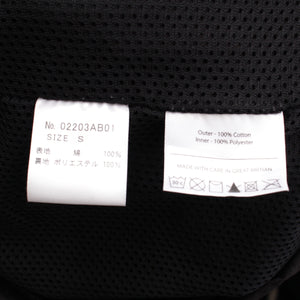 No. 02203AB01
SIZE S
表地 綿 100%
裏地 ポリエステル 100%
Outer - 100% Cotton
Inner - 100% Polyester
MADE WITH CARE IN GREAT BRITAIN